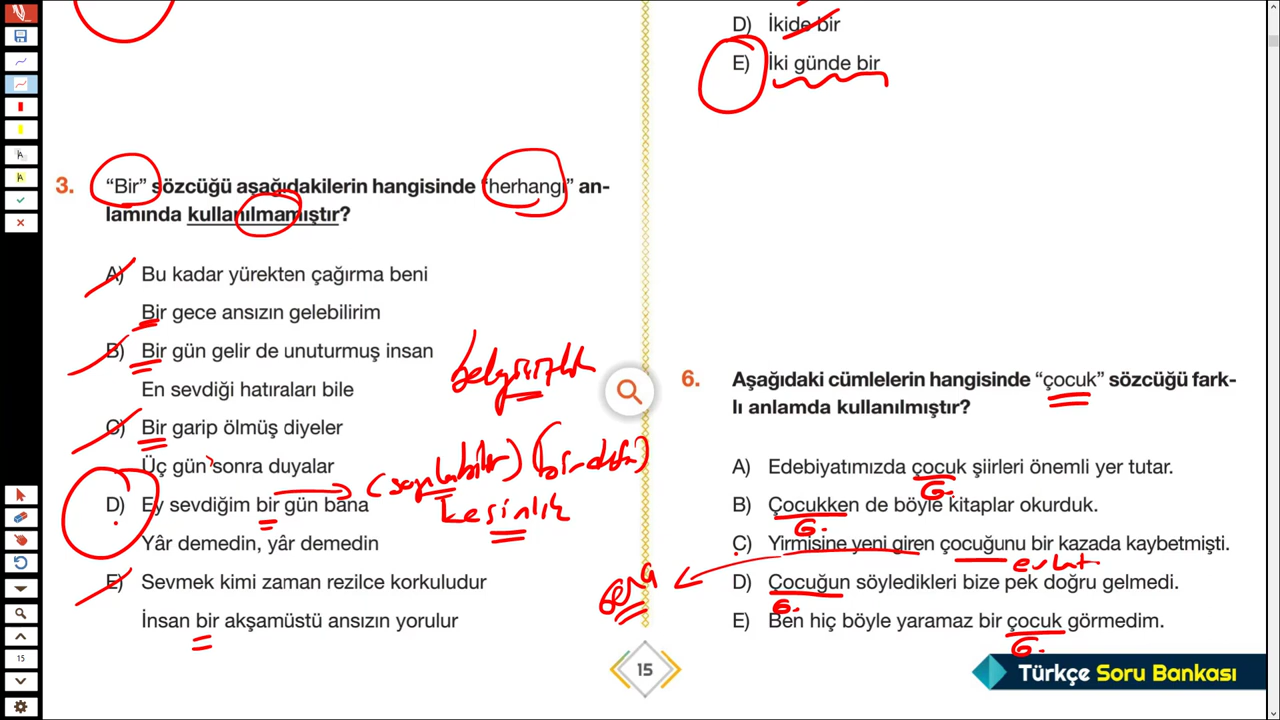 3. "Bir" sözcüğü aşağıdakilerin hangisinde "herhangi" an-
lamında kullanılmamıştır?
A) Bu kadar yürekten çağırma beni
Bir gece ansızın gelebilirim
B) Bir gün gelir de unuturmuş insan
En sevdiği hatıraları bile
belgisizlik
C) Bir garip ölmüş diyeler
Üç gün sonra duyalar
D) Ey sevdiğim bir gün bana
(sayılabilir) (bir defa)
kesinlik
Yâr demedin, yâr demedin
E) Sevmek kimi zaman rezilce korkuludur
İnsan bir akşamüstü ansızın yorulur
D) İkide bir
E) İki günde bir
6. Aşağıdaki cümlelerin hangisinde "çocuk" sözcüğü fark-
lı anlamda kullanılmıştır?
A) Edebiyatımızda çocuk şiirleri önemli yer tutar.
G.
B) Çocukken de böyle kitaplar okurduk.
G.
C) Yirmisine yeni giren çocuğunu bir kazada kaybetmişti.
evlat
D) Çocuğun söyledikleri bize pek doğru gelmedi.
G.
E) Ben hiç böyle yaramaz bir çocuk görmedim.
G.
15
15
Türkçe Soru Bankası